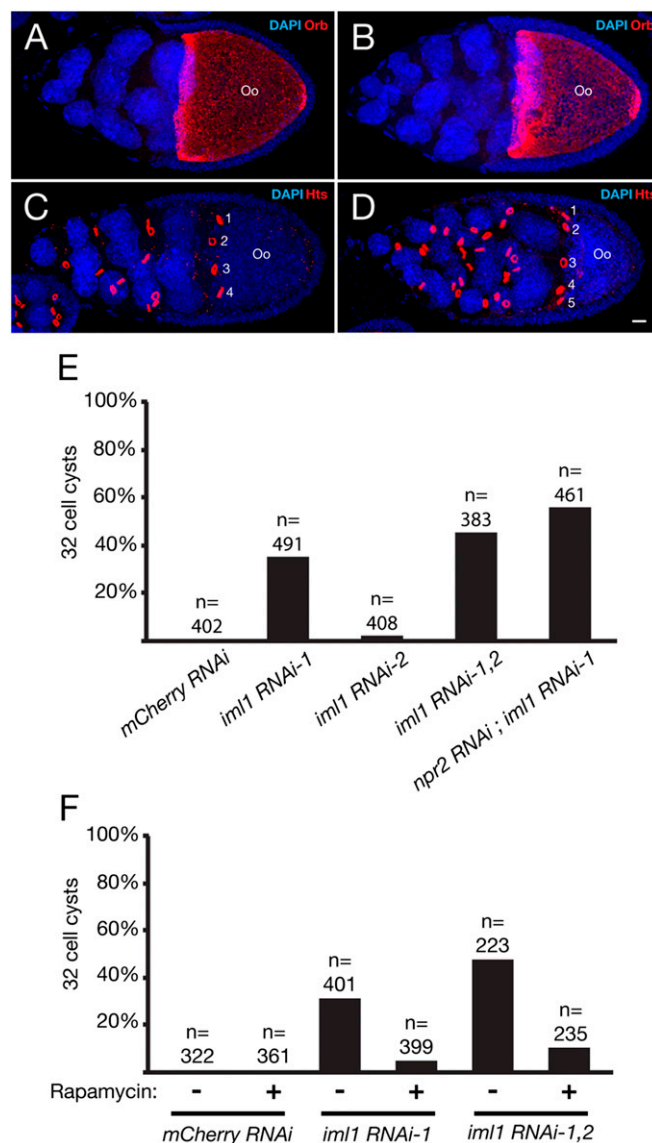 A
DAPI Orb
Oo
B
DAPI Orb
Oo
C
DAPI Hts
1
2
3
4
Oo
D
DAPI Hts
1
2
3
4
5
Oo
E
32 cell cysts
100%
80%
60%
40%
20%
n= 402
n= 491
n= 408
n= 383
n= 461
mCherry RNAi
iml1 RNAi-1
iml1 RNAi-2
iml1 RNAi-1,2
npr2 RNAi ; iml1 RNAi-1
F
32 cell cysts
100%
80%
60%
40%
20%
n= 322
n= 361
n= 401
n= 399
n= 223
n= 235
Rapamycin: - + - + - +
mCherry RNAi iml1 RNAi-1 iml1 RNAi-1,2